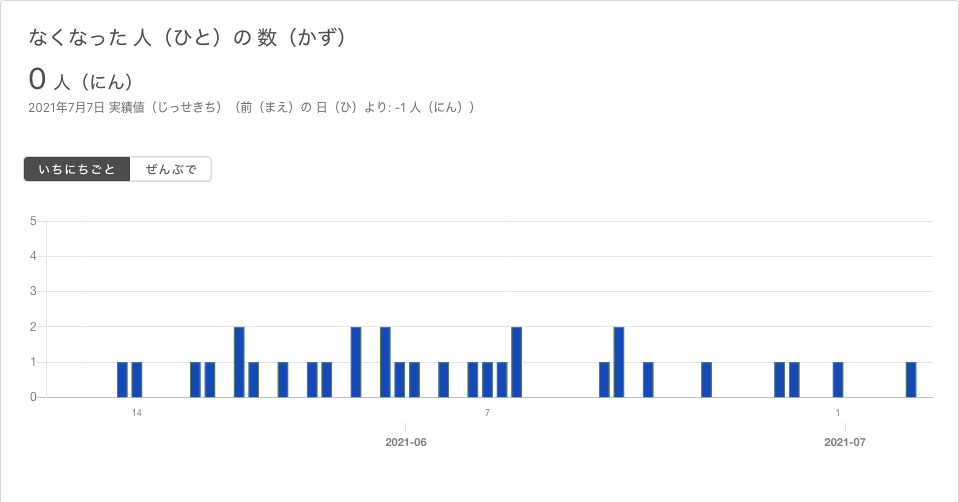 なくなった 人（ひと）の 数（かず）
0 人（にん）
2021年7月7日 実績値（じっせきち）（前（まえ）の 日（ひ）より: -1 人（にん））
いちにちごと ぜんぶで
5
4
3
2
1
0
14 7 1
2021-06 2021-07